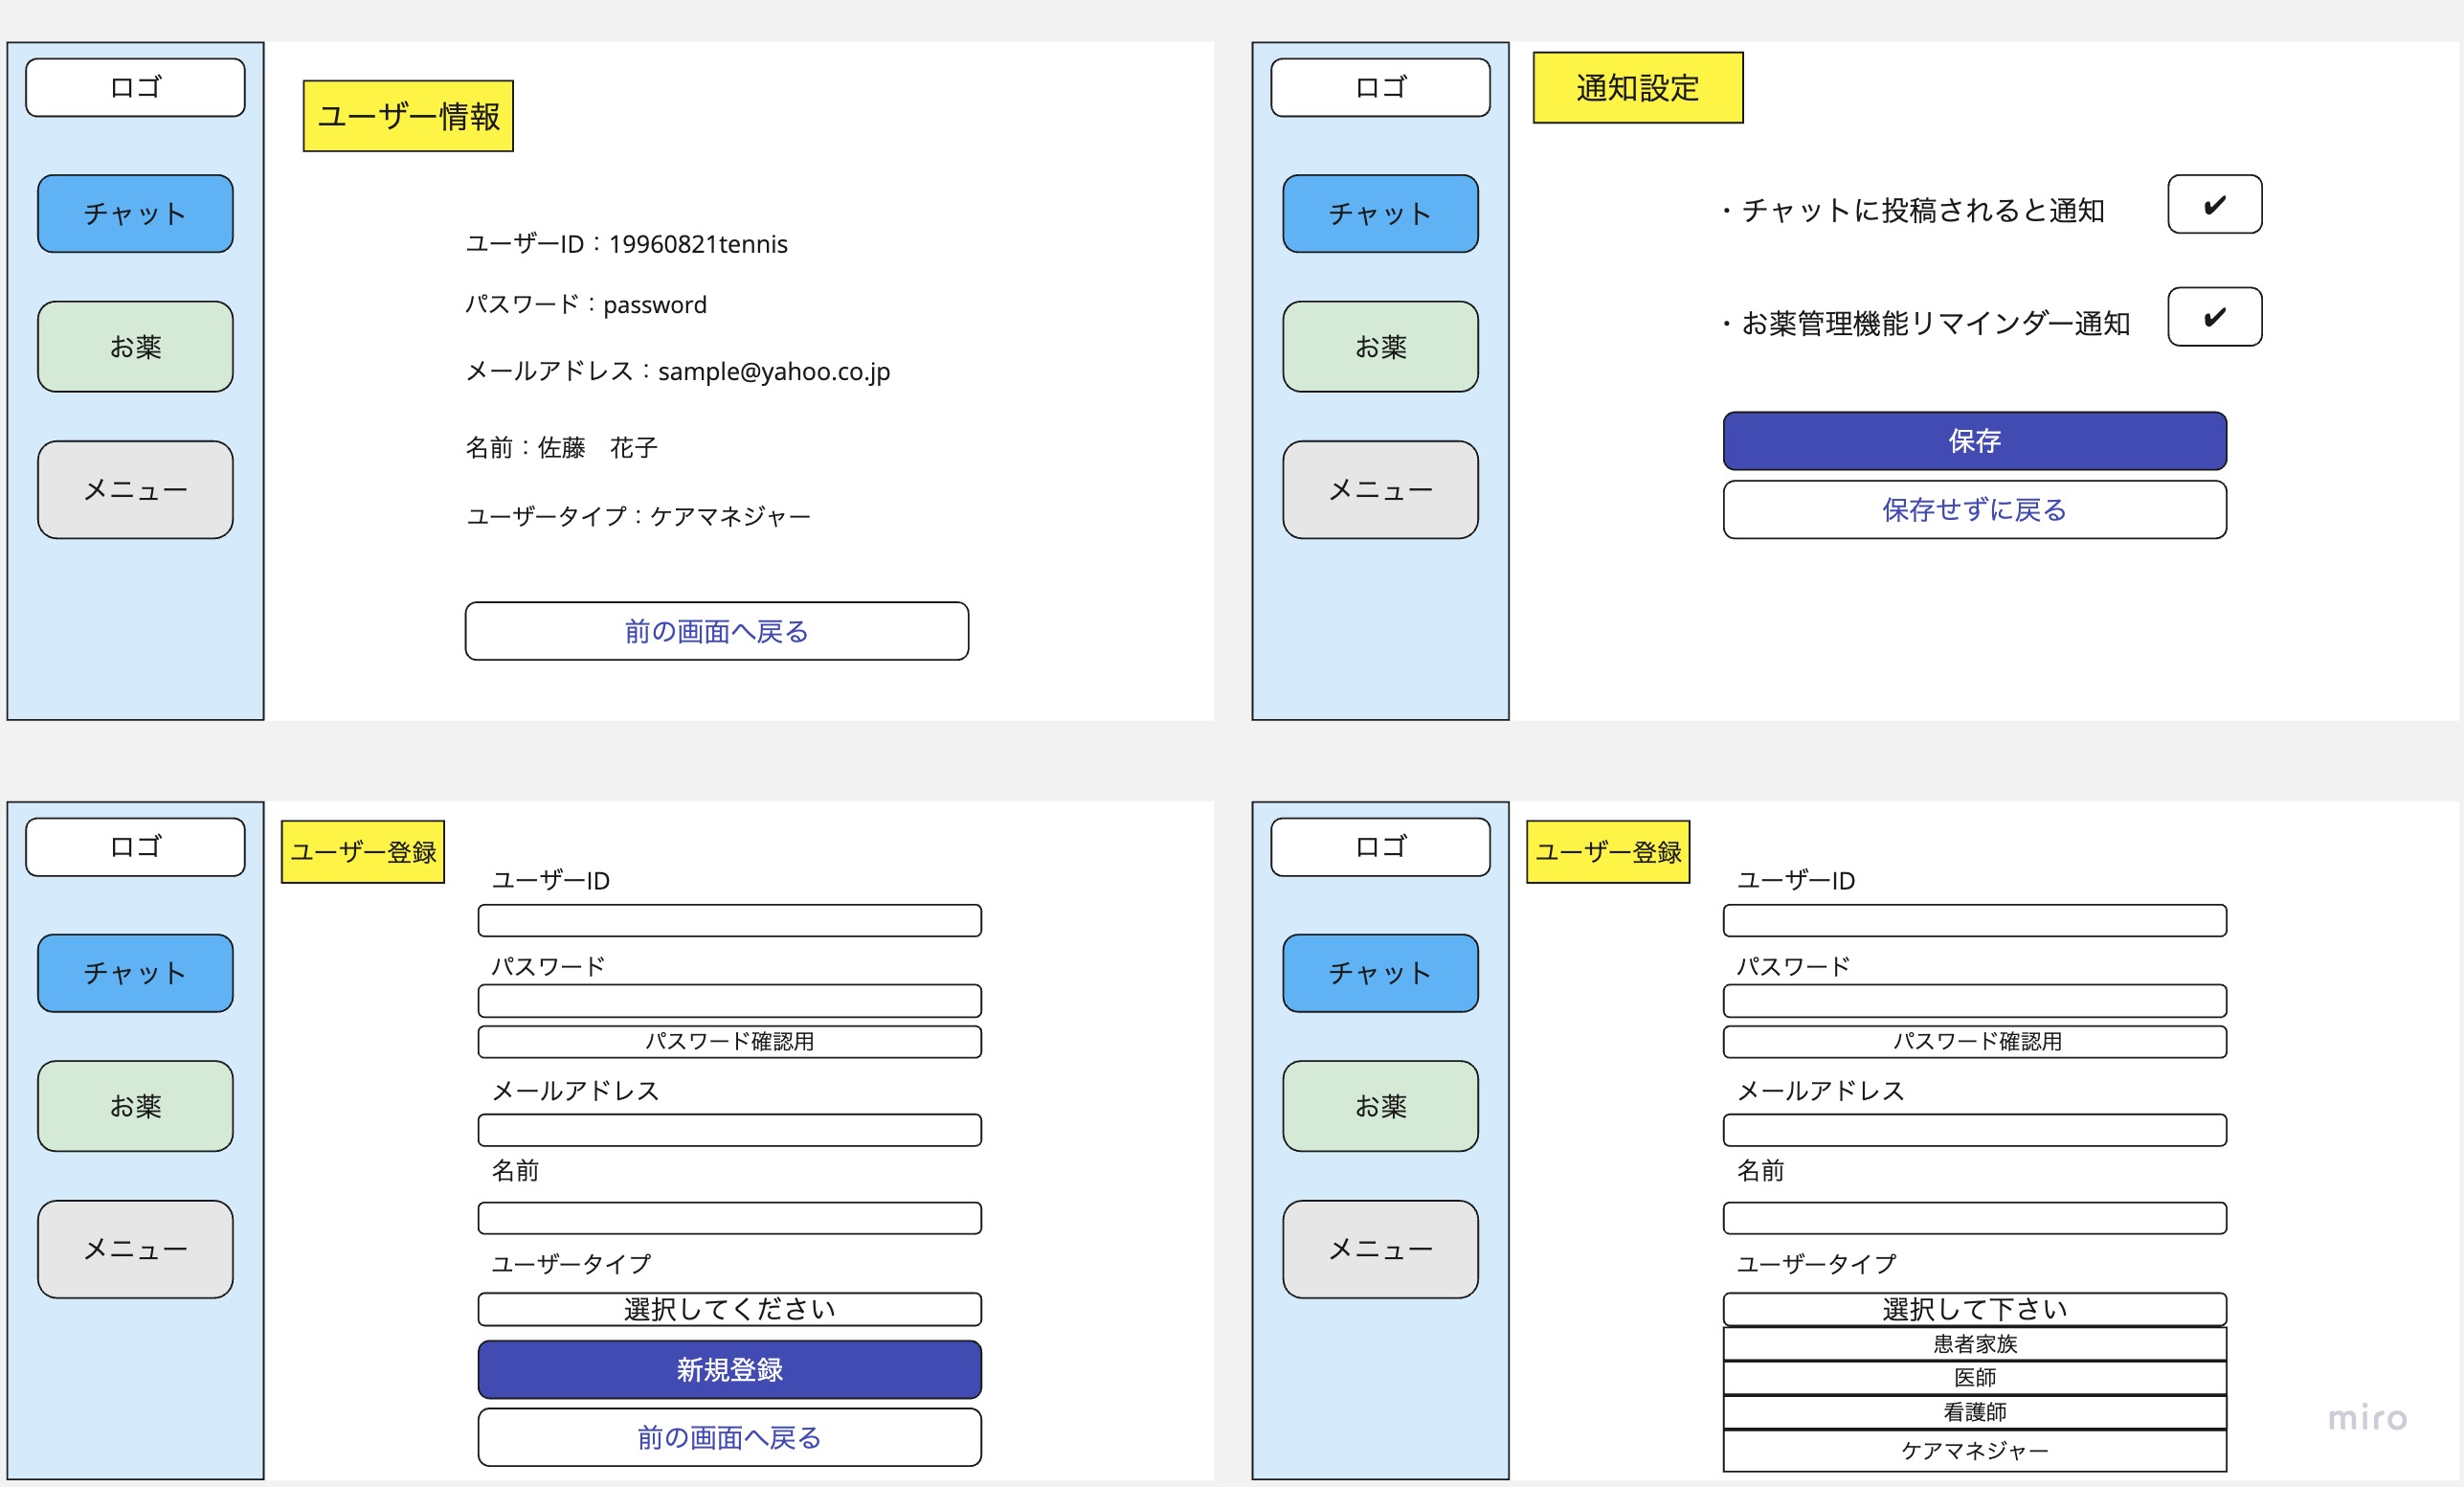 ロゴ
チャット
お薬
メニュー
ユーザー情報
ユーザーID：19960821tennis
パスワード：password
メールアドレス：sample@yahoo.co.jp
名前：佐藤　花子
ユーザータイプ：ケアマネジャー
前の画面へ戻る
ロゴ
チャット
お薬
メニュー
通知設定
・チャットに投稿されると通知
✔
・お薬管理機能リマインダー通知
✔
保存
保存せずに戻る
ロゴ
チャット
お薬
メニュー
ユーザー登録
ユーザーID
パスワード
パスワード確認用
メールアドレス
名前
ユーザータイプ
選択してください
新規登録
前の画面へ戻る
ロゴ
チャット
お薬
メニュー
ユーザー登録
ユーザーID
パスワード
パスワード確認用
メールアドレス
名前
ユーザータイプ
選択して下さい
患者家族
医師
看護師
ケアマネジャー
miro